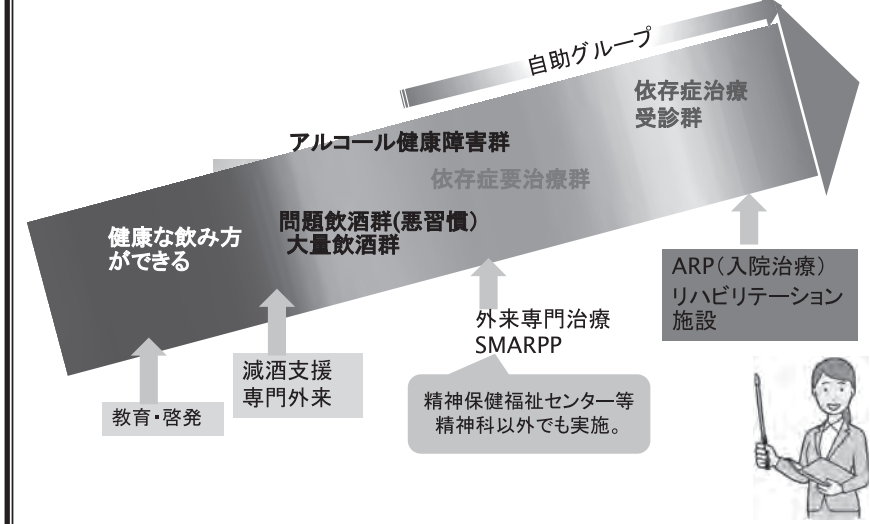 自助グループ
依存症治療
受診群
アルコール健康障害群
依存症要治療群
問題飲酒群(悪習慣)
大量飲酒群
健康な飲み方
ができる
ARP(入院治療)
リハビリテーション
施設
外来専門治療
SMARPP
減酒支援
専門外来
精神保健福祉センター等
精神科以外でも実施。
教育・啓発